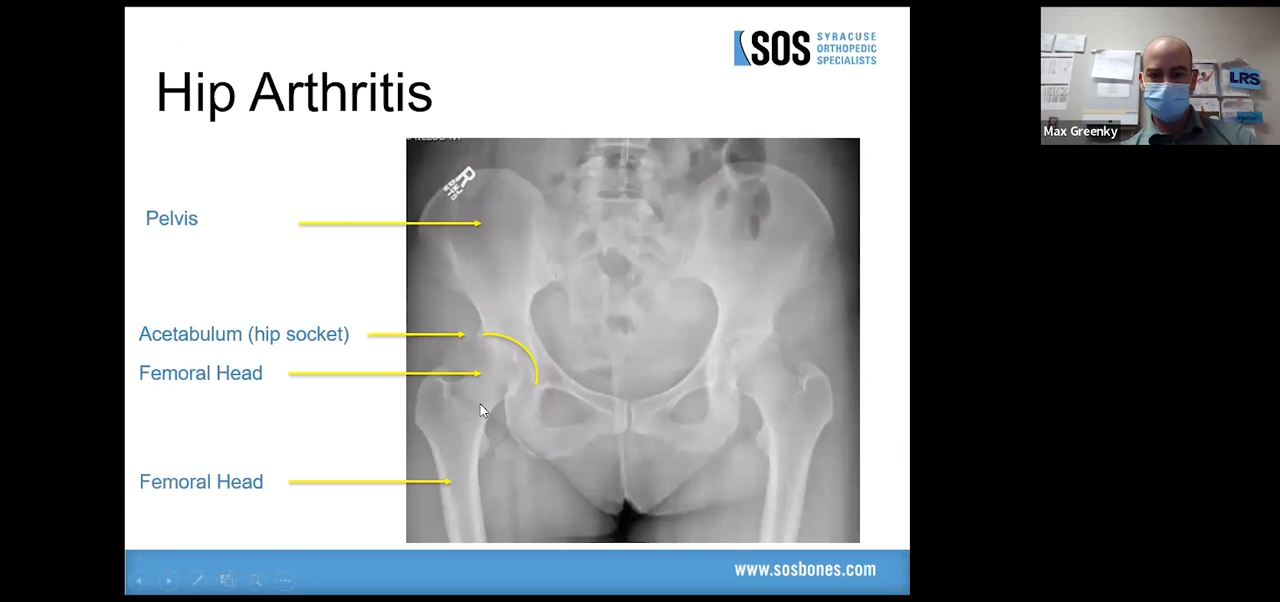 SOS
SYRACUSE
ORTHOPEDIC
SPECIALISTS
Hip Arthritis
R
Pelvis
Acetabulum (hip socket)
Femoral Head
Femoral Head
www.sosbones.com
LRS
Max Greenky